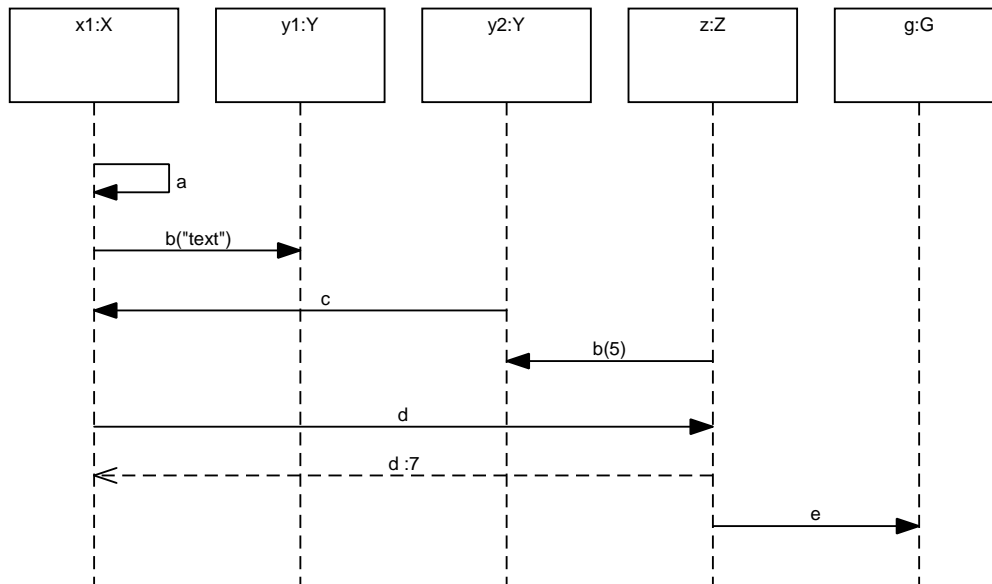 x1:X
y1:Y
y2:Y
z:Z
g:G
a
b("text")
c
b(5)
d
d :7
e